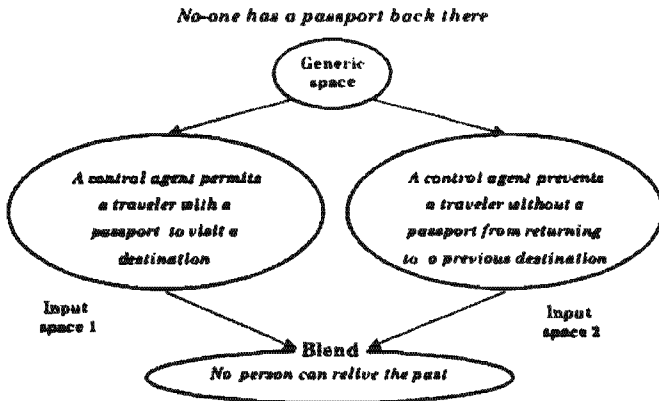 No-one has a passport back there
Generic
space
A control agent permits
a traveler with a
passport to visit a
destination
A control agent prevents
a traveler without a
passport from returning
to a previous destination
Input
space 1
Input
space 2
Blend
No person can relive the past